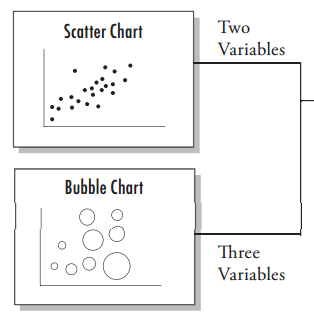 Scatter Chart
Two
Variables
Bubble Chart
Three
Variables